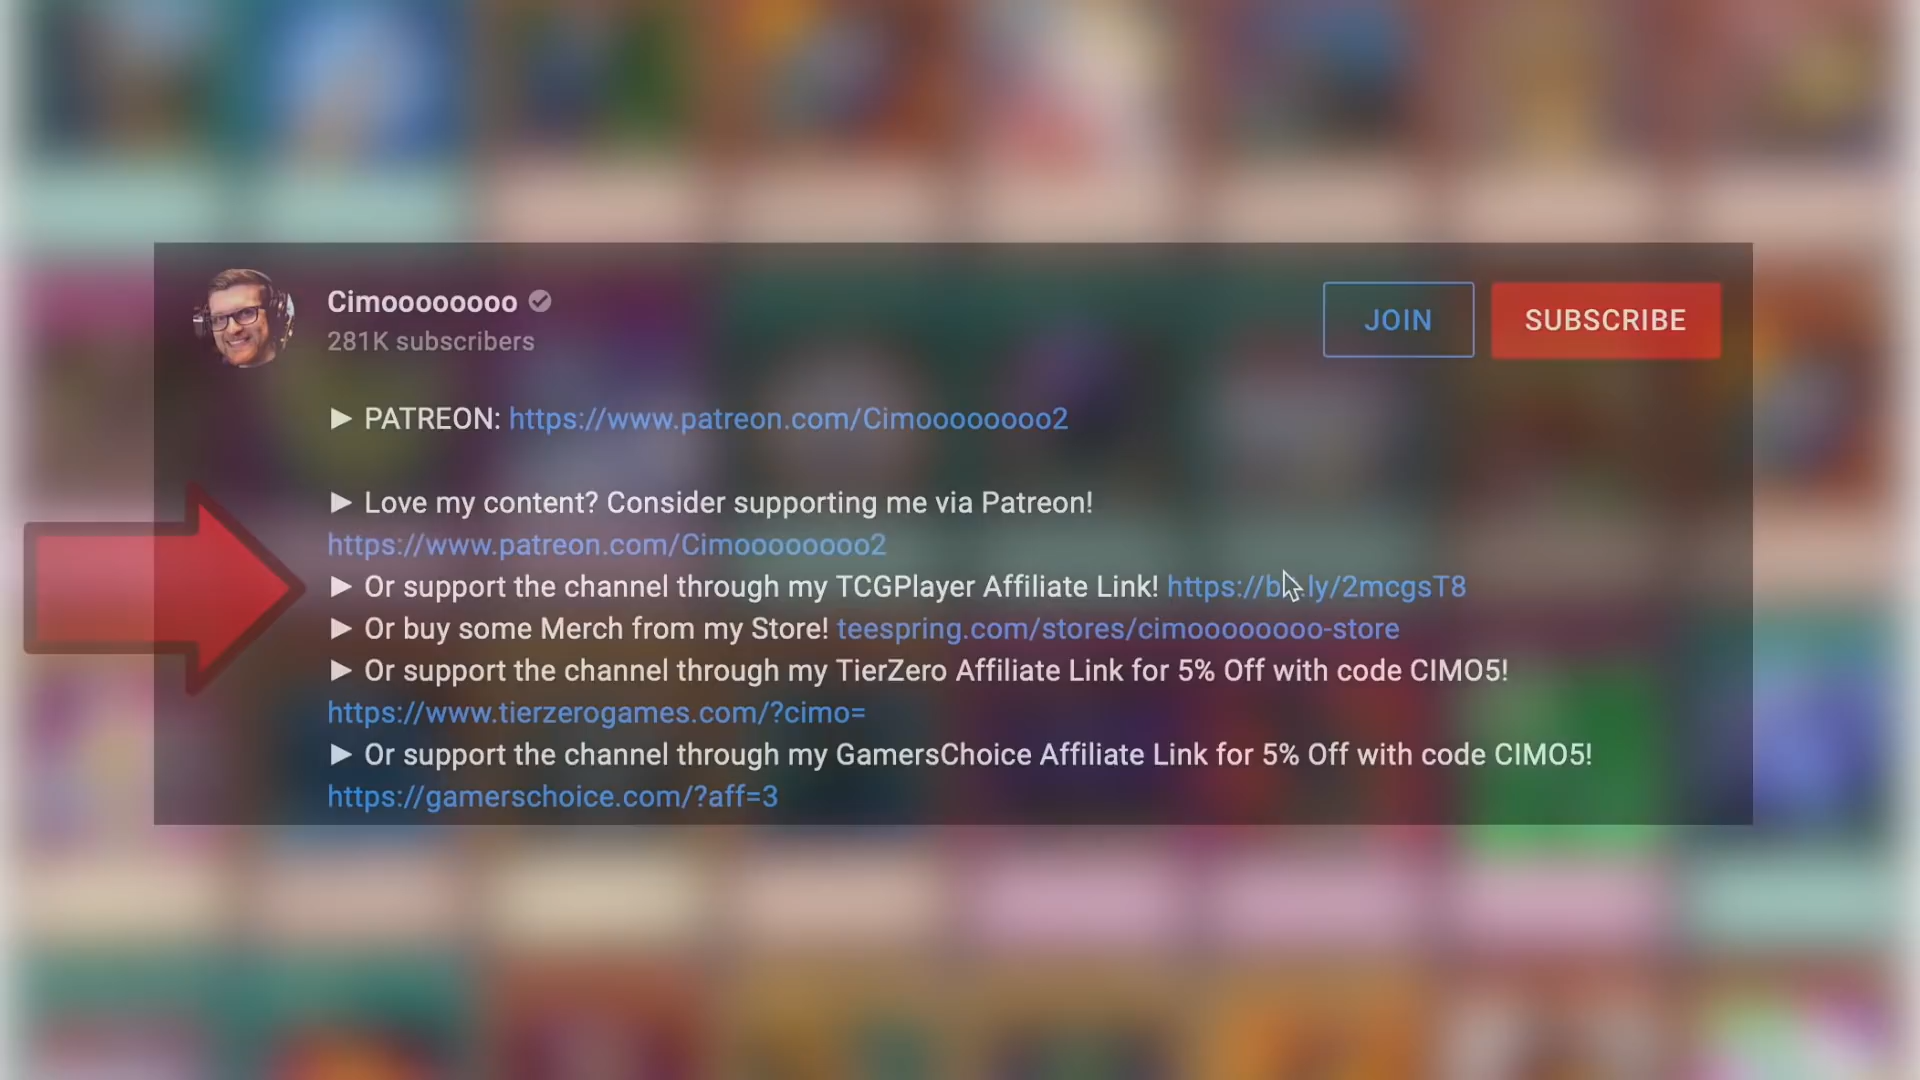 Cimoooooooo
281K subscribers
JOIN
SUBSCRIBE
► PATREON: https://www.patreon.com/Cimoooooooo2
► Love my content? Consider supporting me via Patreon!
https://www.patreon.com/Cimoooooooo2
► Or support the channel through my TCGPlayer Affiliate Link! https://b ly/2mcgsT8
► Or buy some Merch from my Store! teespring.com/stores/cimoooooooo-store
► Or support the channel through my TierZero Affiliate Link for 5% Off with code CIMO5!
https://www.tierzerogames.com/?cimo=
► Or support the channel through my GamersChoice Affiliate Link for 5% Off with code CIMO5!
https://gamerschoice.com/?aff=3